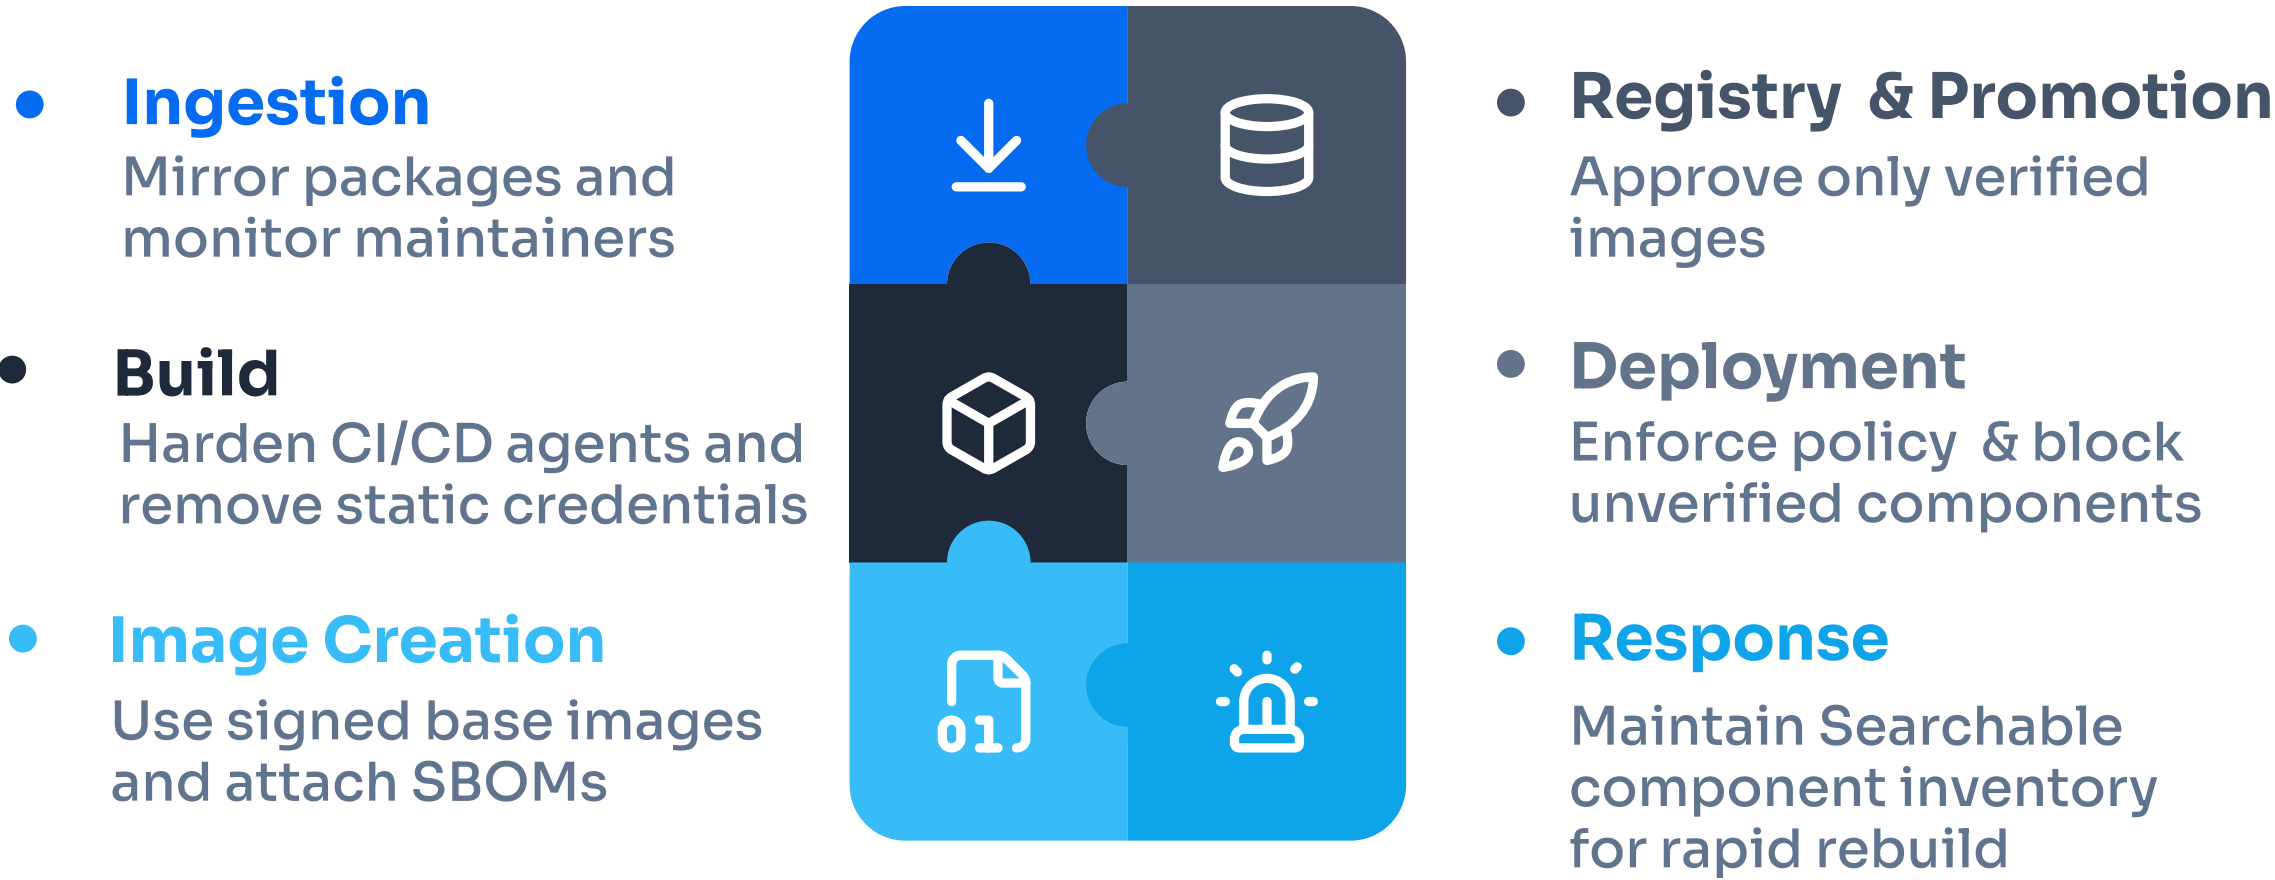 Ingestion
Mirror packages and
monitor maintainers
Build
Harden CI/CD agents and
remove static credentials
Image Creation
Use signed base images
and attach SBOMs
01
Registry & Promotion
Approve only verified
images
Deployment
Enforce policy & block
unverified components
Response
Maintain Searchable
component inventory
for rapid rebuild